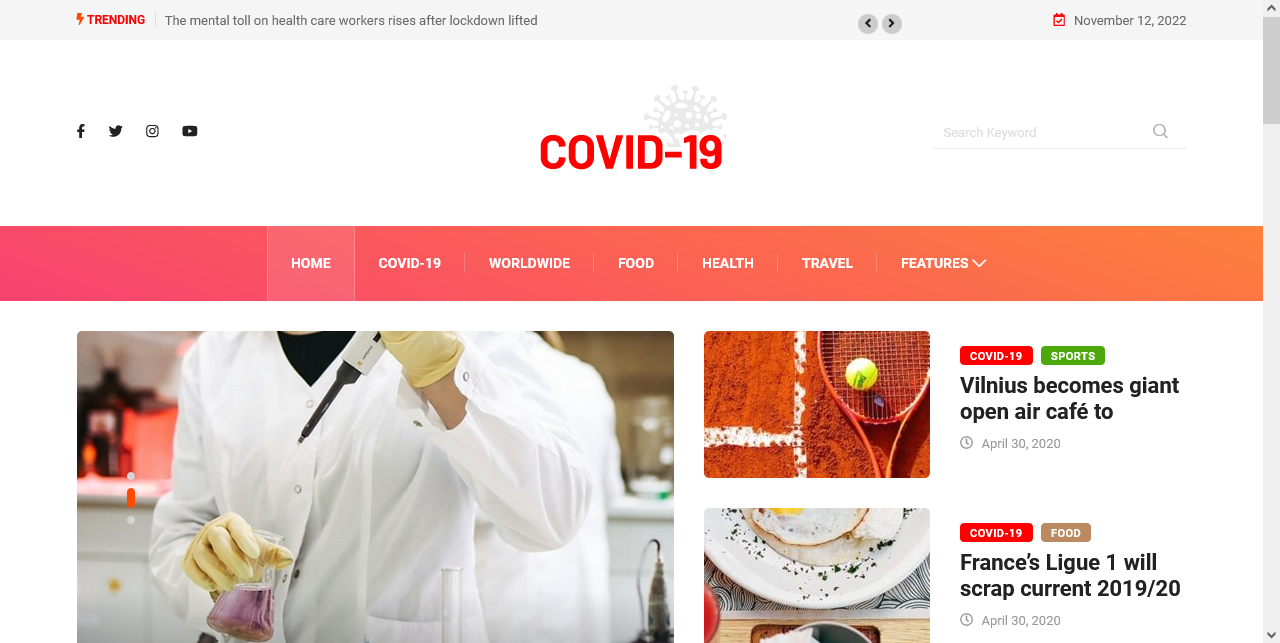 TRENDING
The mental toll on health care workers rises after lockdown lifted
November 12, 2022
COVID-19
Search Keyword
HOME
COVID-19
WORLDWIDE
FOOD
HEALTH
TRAVEL
FEATURES
COVID-19
SPORTS
Vilnius becomes giant
open air café to
April 30, 2020
COVID-19
FOOD
France’s Ligue 1 will
scrap current 2019/20
April 30, 2020